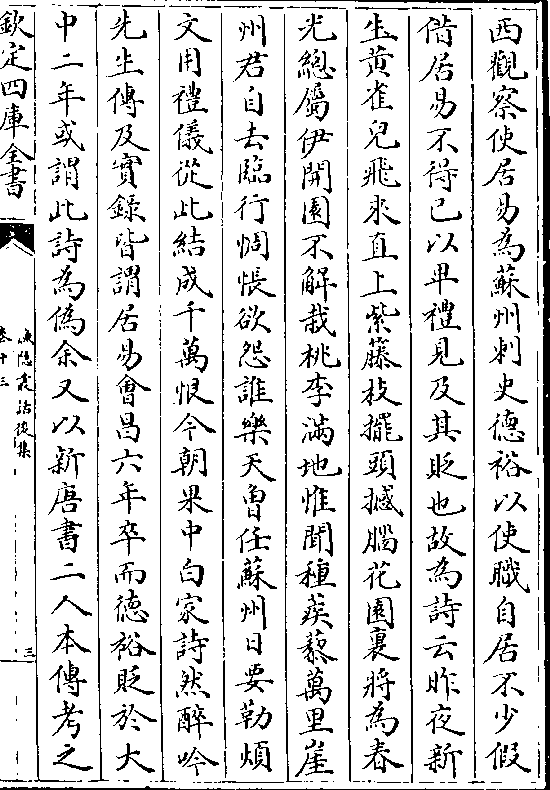 西觀察使居易為蘇州刺史德裕以使職自居不少假
借居易不得已以卑禮見及其貶也故為詩云昨夜新
生黄雀兒飛來直上紫藤枝擺頭撼腦花園裏將為春
光總屬伊開園不解栽桃李滿地惟聞種蒺藜萬里崖
州君自去臨行惆悵欲怨誰樂天曾任蘇州日要勒煩
文用禮儀從此結成千萬恨今朝果中白家詩然醉吟
先生傳及實錄皆謂居易會昌六年卒而德裕貶於大
中二年或謂此詩為偽余又以新唐書二人本傳考之
欽定四庫全書
漁隱叢話後集
卷十三
三